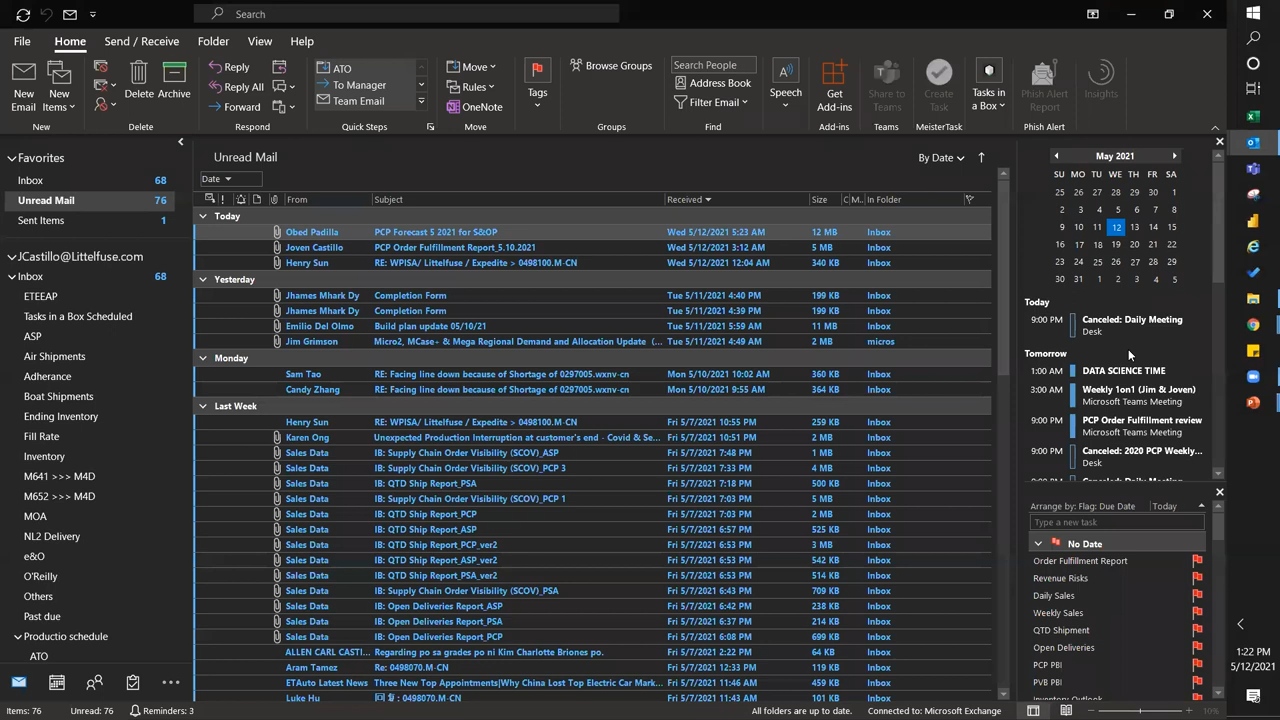 Search
File Home Send / Receive Folder View Help
New Email
New Items
Delete
Archive
Reply
Reply All
Forward
ATO
To Manager
Team Email
Move
Rules
OneNote
Tags
Browse Groups
Search People
Address Book
Filter Email
Speech
Get Add-ins
Share to Teams
Create Task
Tasks in a Box
Phish Alert Report
Insights
New Delete Respond Quick Steps Move Groups Find Add-ins Teams MeisterTask Phish Alert
Favorites
Inbox 68
Unread Mail 76
Sent Items 1
J.Castillo@Littelfuse.com
Inbox 68
ETEEAP
Tasks in a Box Scheduled
ASP
Air Shipments
Adherance
Boat Shipments
Ending Inventory
Fill Rate
Inventory
M641 >>> M4D
M652 >>> M4D
MOA
NL2 Delivery
e&O
O'Reilly
Others
Past due
Productio schedule
ATO
Items: 76 Unread: 76 Reminders: 3
Unread Mail
By Date
Date
From Subject Received Size C M.. In Folder
Today
Obed Padilla PCP Forecast 5 2021 for S&OP Wed 5/12/2021 5:23 AM 12 MB Inbox
Joven Castillo PCP Order Fulfillment Report_5.10.2021 Wed 5/12/2021 3:12 AM 5 MB Inbox
Henry Sun RE: WPISA/ Littelfuse / Expedite > 0498100.M-CN Wed 5/12/2021 12:04 AM 340 KB Inbox
Yesterday
Jhames Mhark Dy Completion Form Tue 5/11/2021 4:40 PM 199 KB Inbox
Jhames Mhark Dy Completion Form Tue 5/11/2021 4:39 PM 199 KB Inbox
Emilio Del Olmo Build plan update 05/10/21 Tue 5/11/2021 5:59 AM 11 MB Inbox
Jim Grimson Micro2, MCase+ & Mega Regional Demand and Allocation Update (... Tue 5/11/2021 4:49 AM 2 MB micros
Monday
Sam Tao RE: Facing line down because of Shortage of 0297005.wxnv-cn Mon 5/10/2021 10:02 AM 360 KB Inbox
Candy Zhang RE: Facing line down because of Shortage of 0297005.wxnv-cn Mon 5/10/2021 9:55 AM 364 KB Inbox
Last Week
Henry Sun RE: WPISA/ Littelfuse / Expedite > 0498100.M-CN Fri 5/7/2021 10:55 PM 259 KB Inbox
Karen Ong Unexpected Production Interruption at customer's end - Covid & Se... Fri 5/7/2021 10:51 PM 2 MB Inbox
Sales Data IB: Supply Chain Order Visibility (SCOV)_ASP Fri 5/7/2021 7:48 PM 1 MB Inbox
Sales Data IB: Supply Chain Order Visibility (SCOV)_PCP 3 Fri 5/7/2021 7:33 PM 4 MB Inbox
Sales Data IB: QTD Ship Report_PSA Fri 5/7/2021 7:18 PM 500 KB Inbox
Sales Data IB: Supply Chain Order Visibility (SCOV)_PCP 1 Fri 5/7/2021 7:03 PM 5 MB Inbox
Sales Data IB: QTD Ship Report_PCP Fri 5/7/2021 7:03 PM 2 MB Inbox
Sales Data IB: QTD Ship Report_ASP Fri 5/7/2021 6:57 PM 525 KB Inbox
Sales Data IB: QTD Ship Report_PCP_ver2 Fri 5/7/2021 6:53 PM 3 MB Inbox
Sales Data IB: QTD Ship Report_ASP_ver2 Fri 5/7/2021 6:53 PM 542 KB Inbox
Sales Data IB: QTD Ship Report_PSA_ver2 Fri 5/7/2021 6:53 PM 514 KB Inbox
Sales Data IB: Supply Chain Order Visibility (SCOV)_PSA Fri 5/7/2021 6:43 PM 709 KB Inbox
Sales Data IB: Open Deliveries Report_ASP Fri 5/7/2021 6:42 PM 238 KB Inbox
Sales Data IB: Open Deliveries Report_PSA Fri 5/7/2021 6:37 PM 214 KB Inbox
Sales Data IB: Open Deliveries Report_PCP Fri 5/7/2021 6:08 PM 699 KB Inbox
ALLEN CARL CASTI... Regarding po sa grades po ni Kim Charlotte Briones po. Fri 5/7/2021 2:22 PM 64 KB Inbox
Aram Tamez Re: 0498070.M-CN Fri 5/7/2021 12:33 PM 119 KB Inbox
ETAuto Latest News Three New Top Appointments|Why China Lost Top Electric Car Mark... Fri 5/7/2021 11:46 AM 459 KB Inbox
Luke Hu : 0498070.M-CN Fri 5/7/2021 11:43 AM 101 KB Inbox
All folders are up to date. Connected to: Microsoft Exchange 10%
May 2021
SU MO TU WE TH FR SA
25 26 27 28 29 30 1
2 3 4 5 6 7 8
9 10 11 12 13 14 15
16 17 18 19 20 21 22
23 24 25 26 27 28 29
30 31 1 2 3 4 5
Today
9:00 PM Canceled: Daily Meeting
Desk
Tomorrow
1:00 AM DATA SCIENCE TIME
3:00 AM Weekly 1on1 (Jim & Joven)
Microsoft Teams Meeting
9:00 PM PCP Order Fulfillment review
Microsoft Teams Meeting
9:00 PM Canceled: 2020 PCP Weekly...
Desk
9:00 PM Canceled: Daily Meeting
Arrange by: Flag: Due Date Today
Type a new task
No Date
Order Fulfillment Report
Revenue Risks
Daily Sales
Weekly Sales
QTD Shipment
Open Deliveries
PCP PBI
PVB PBI
Inventory Outlook
1:22 PM
5/12/2021